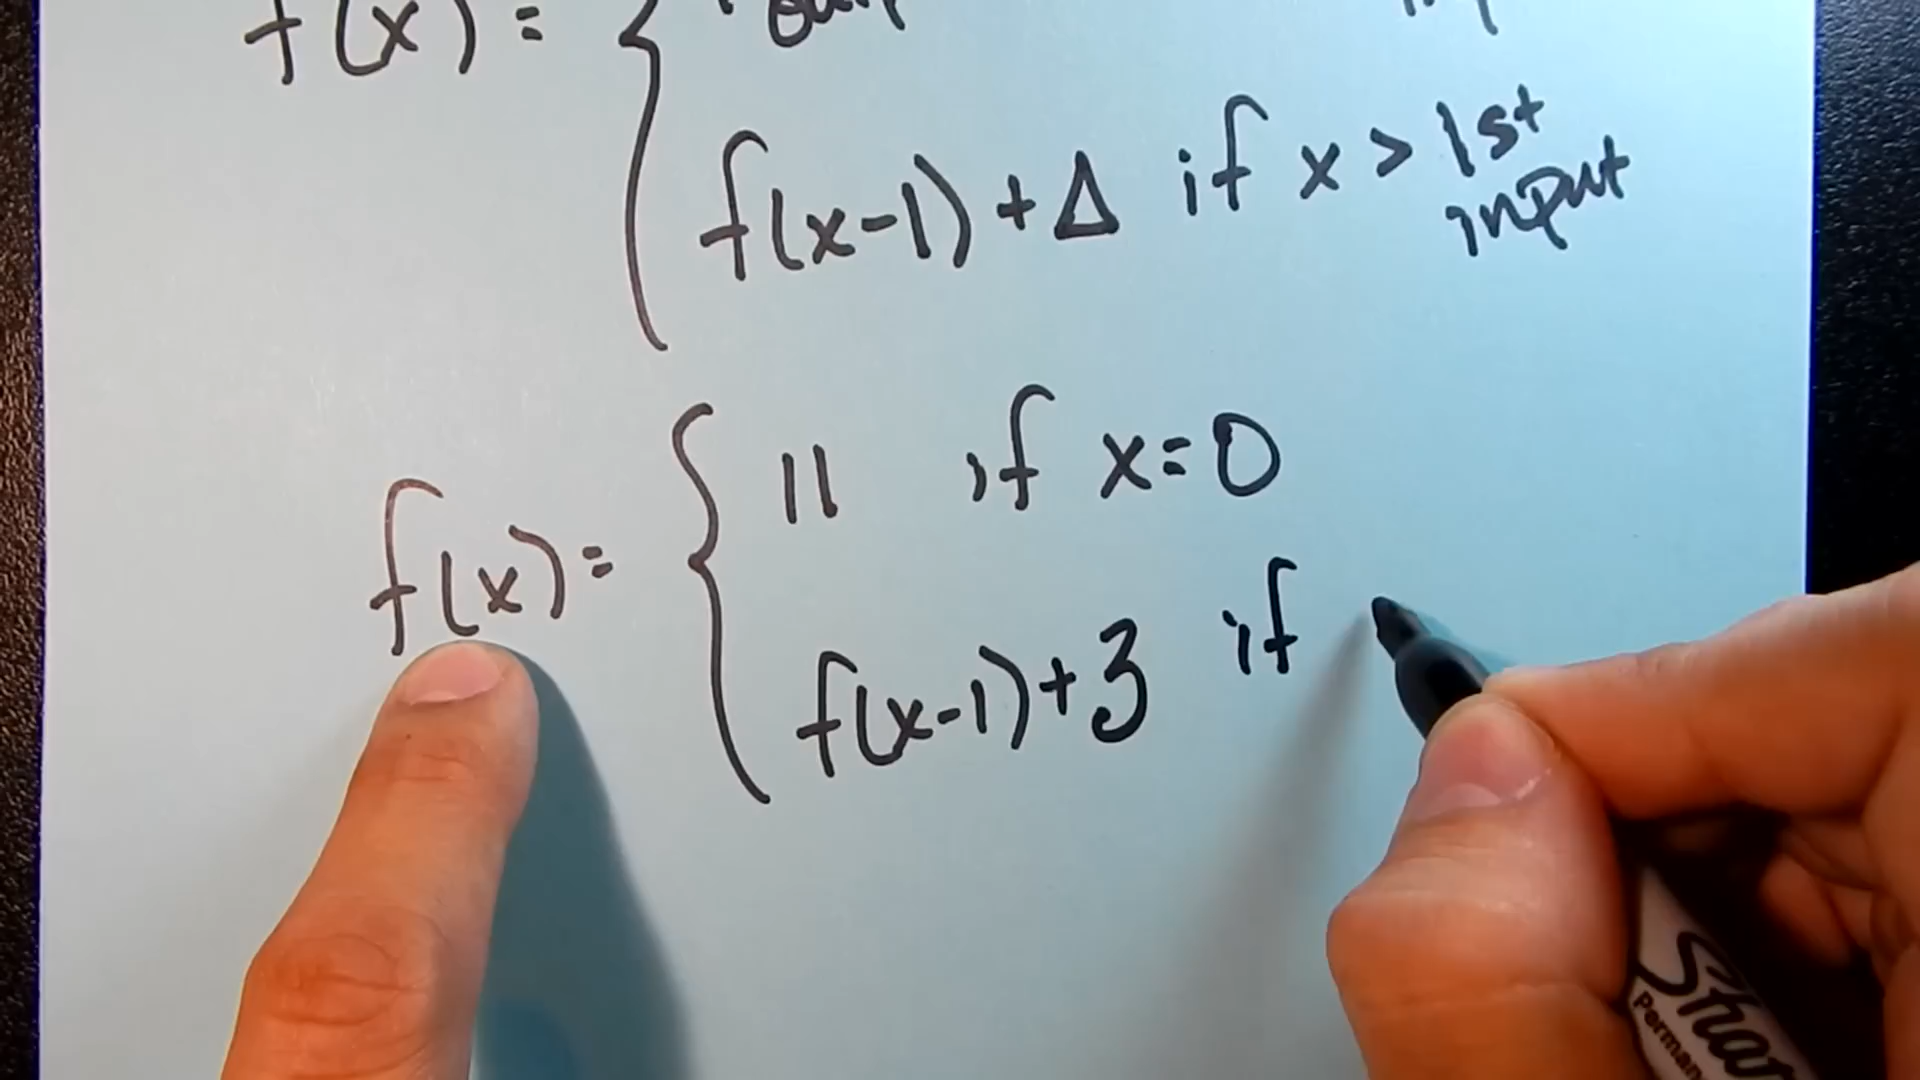 f(x) = {
f(x-1) + Δ if x > 1st
input
f(x) = { 11 if x=0
f(x-1)+3 if